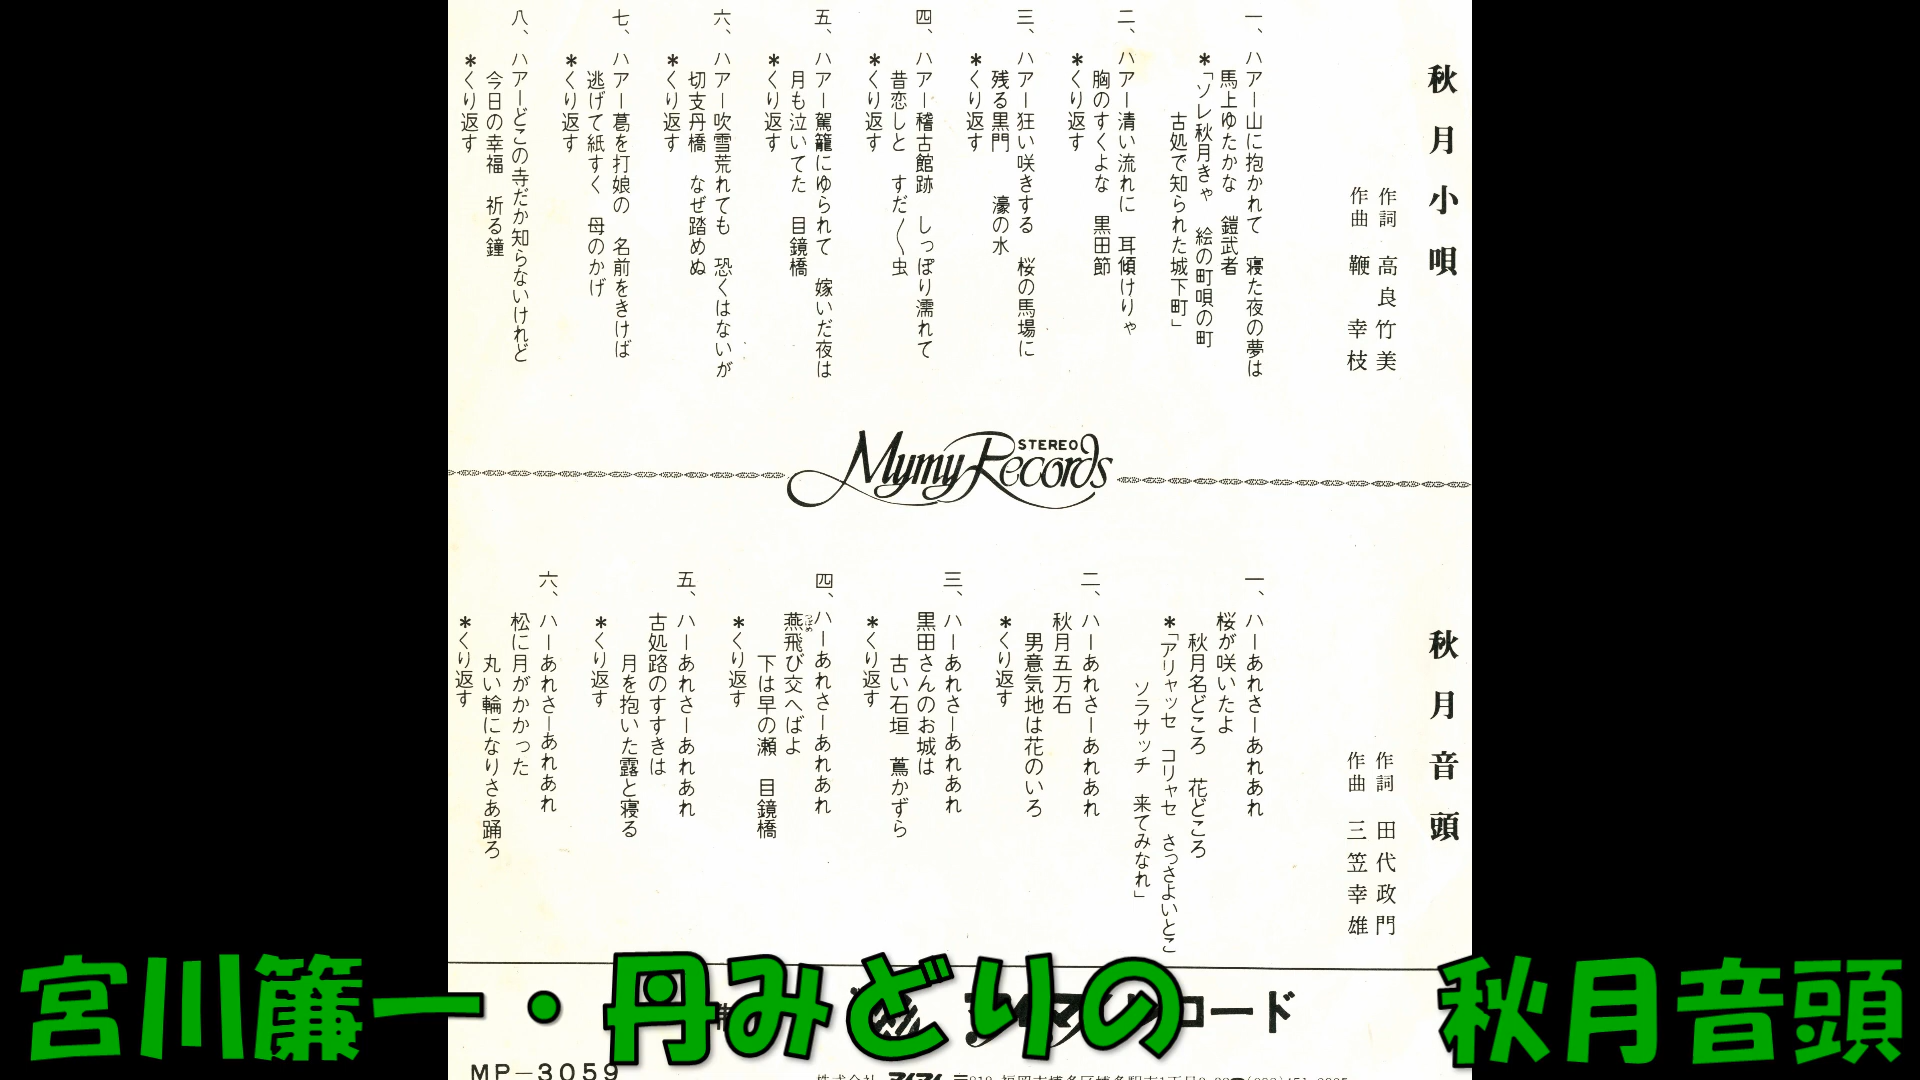 秋月小唄
作詞 高良竹美
作曲 鞭 幸枝
一、ハアー山に抱かれて 寝た夜の夢は
馬上ゆたかな 鎧武者
*「ソレ秋月きゃ 絵の町唄の町
古処で知られた城下町」
二、ハアー清い流れに 耳傾けりゃ
胸のすくよな 黒田節
*くり返す
三、ハアー狂い咲きする 桜の馬場に
残る黒門 濠の水
*くり返す
四、ハアー稽古館跡 しっぽり濡れて
昔恋しと すだ〱虫
*くり返す
五、ハアー駕籠にゆられて 嫁いだ夜は
月も泣いてた 目鏡橋
*くり返す
六、ハアー吹雪荒れても 恐くはないが
切支丹橋 なぜ踏めぬ
*くり返す
七、ハアー葛を打娘の 名前をきけば
逃げて紙すく 母のかげ
*くり返す
八、ハアーどこの寺だか知らないけれど
今日の幸福 祈る鐘
*くり返す
Mymy Records
STEREO
秋月音頭
作詞 田代政門
作曲 三笠幸雄
一、ハーあれさーあれあれ
桜が咲いたよ
秋月名どころ 花どころ
*「アリャッセ コリャセ さっさよいとこ
ソラサッチ 来てみなれ」
二、ハーあれさーあれあれ
秋月五万石
男意気地は花のいろ
*くり返す
三、ハーあれさーあれあれ
黒田さんのお城は
古い石垣 蔦かずら
*くり返す
四、ハーあれさーあれあれ
燕飛び交へばよ
つばめ
下は早の瀬 目鏡橋
*くり返す
五、ハーあれさーあれあれ
古処路のすすきは
月を抱いた露と寝る
*くり返す
六、ハーあれさーあれあれ
松に月がかかった
丸い輪になりさあ踊ろ
*くり返す
コード
MP-3059
宮川簾一・丹みどりの 秋月音頭